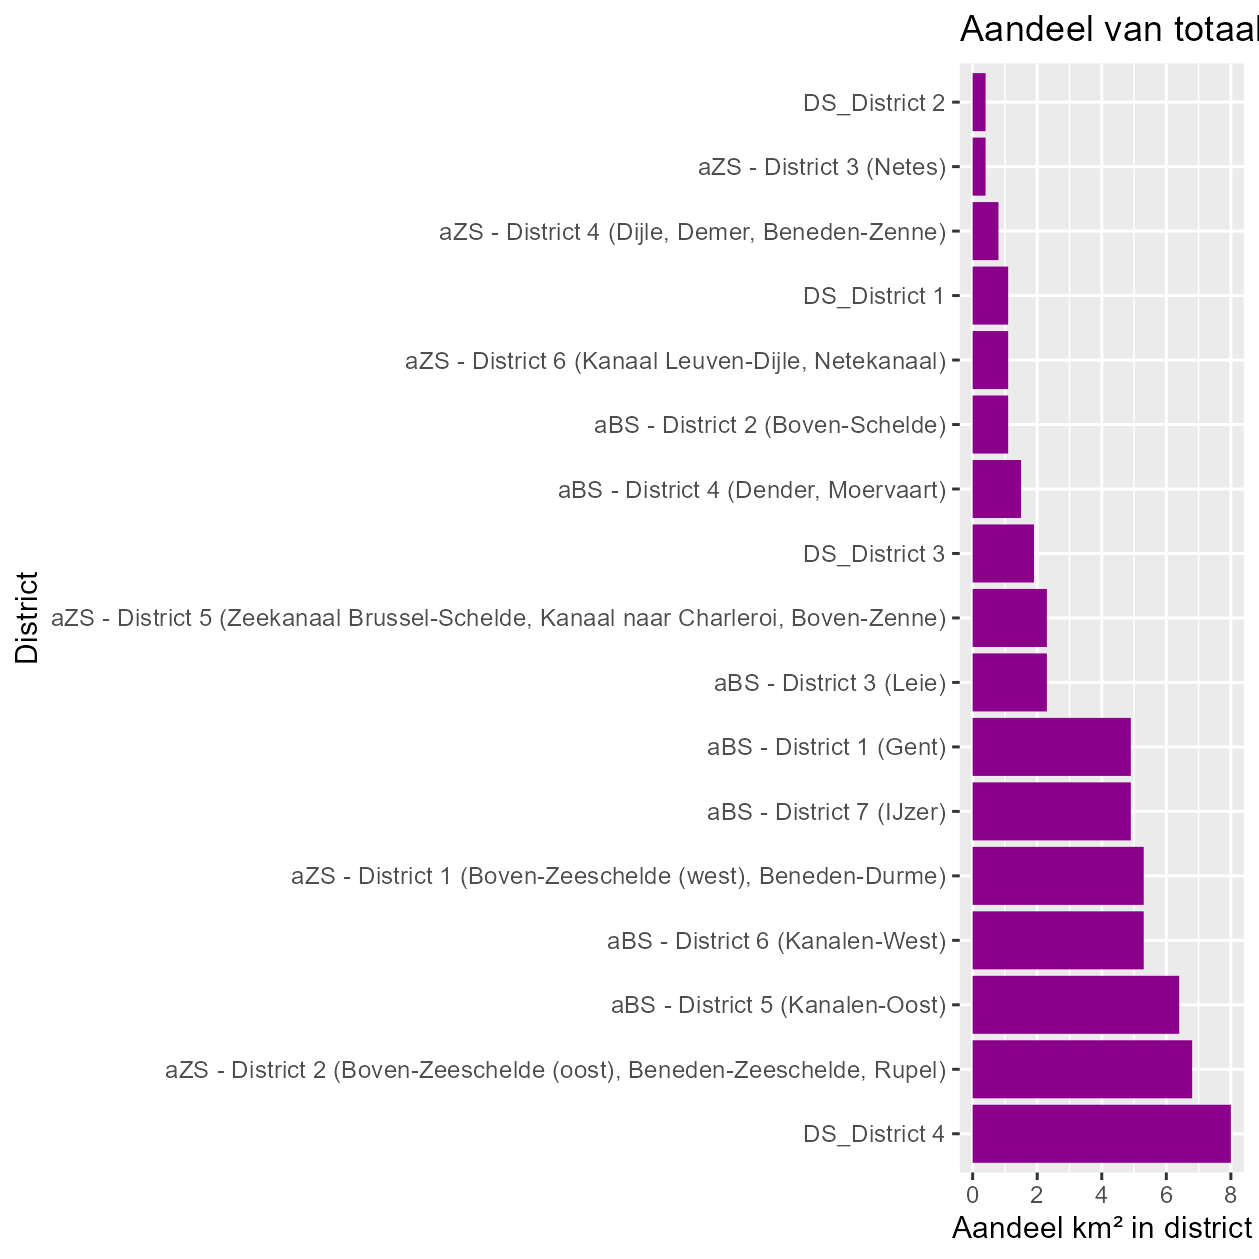 Aandeel van totaal
DS_District 2
aZS - District 3 (Netes)
aZS - District 4 (Dijle, Demer, Beneden-Zenne)
DS_District 1
aZS - District 6 (Kanaal Leuven-Dijle, Netekanaal)
aBS - District 2 (Boven-Schelde)
aBS - District 4 (Dender, Moervaart)
DS_District 3
aZS - District 5 (Zeekanaal Brussel-Schelde, Kanaal naar Charleroi, Boven-Zenne)
aBS - District 3 (Leie)
aBS - District 1 (Gent)
aBS - District 7 (IJzer)
aZS - District 1 (Boven-Zeeschelde (west), Beneden-Durme)
aBS - District 6 (Kanalen-West)
aBS - District 5 (Kanalen-Oost)
aZS - District 2 (Boven-Zeeschelde (oost), Beneden-Zeeschelde, Rupel)
DS_District 4
District
0 2 4 6 8
Aandeel km² in district